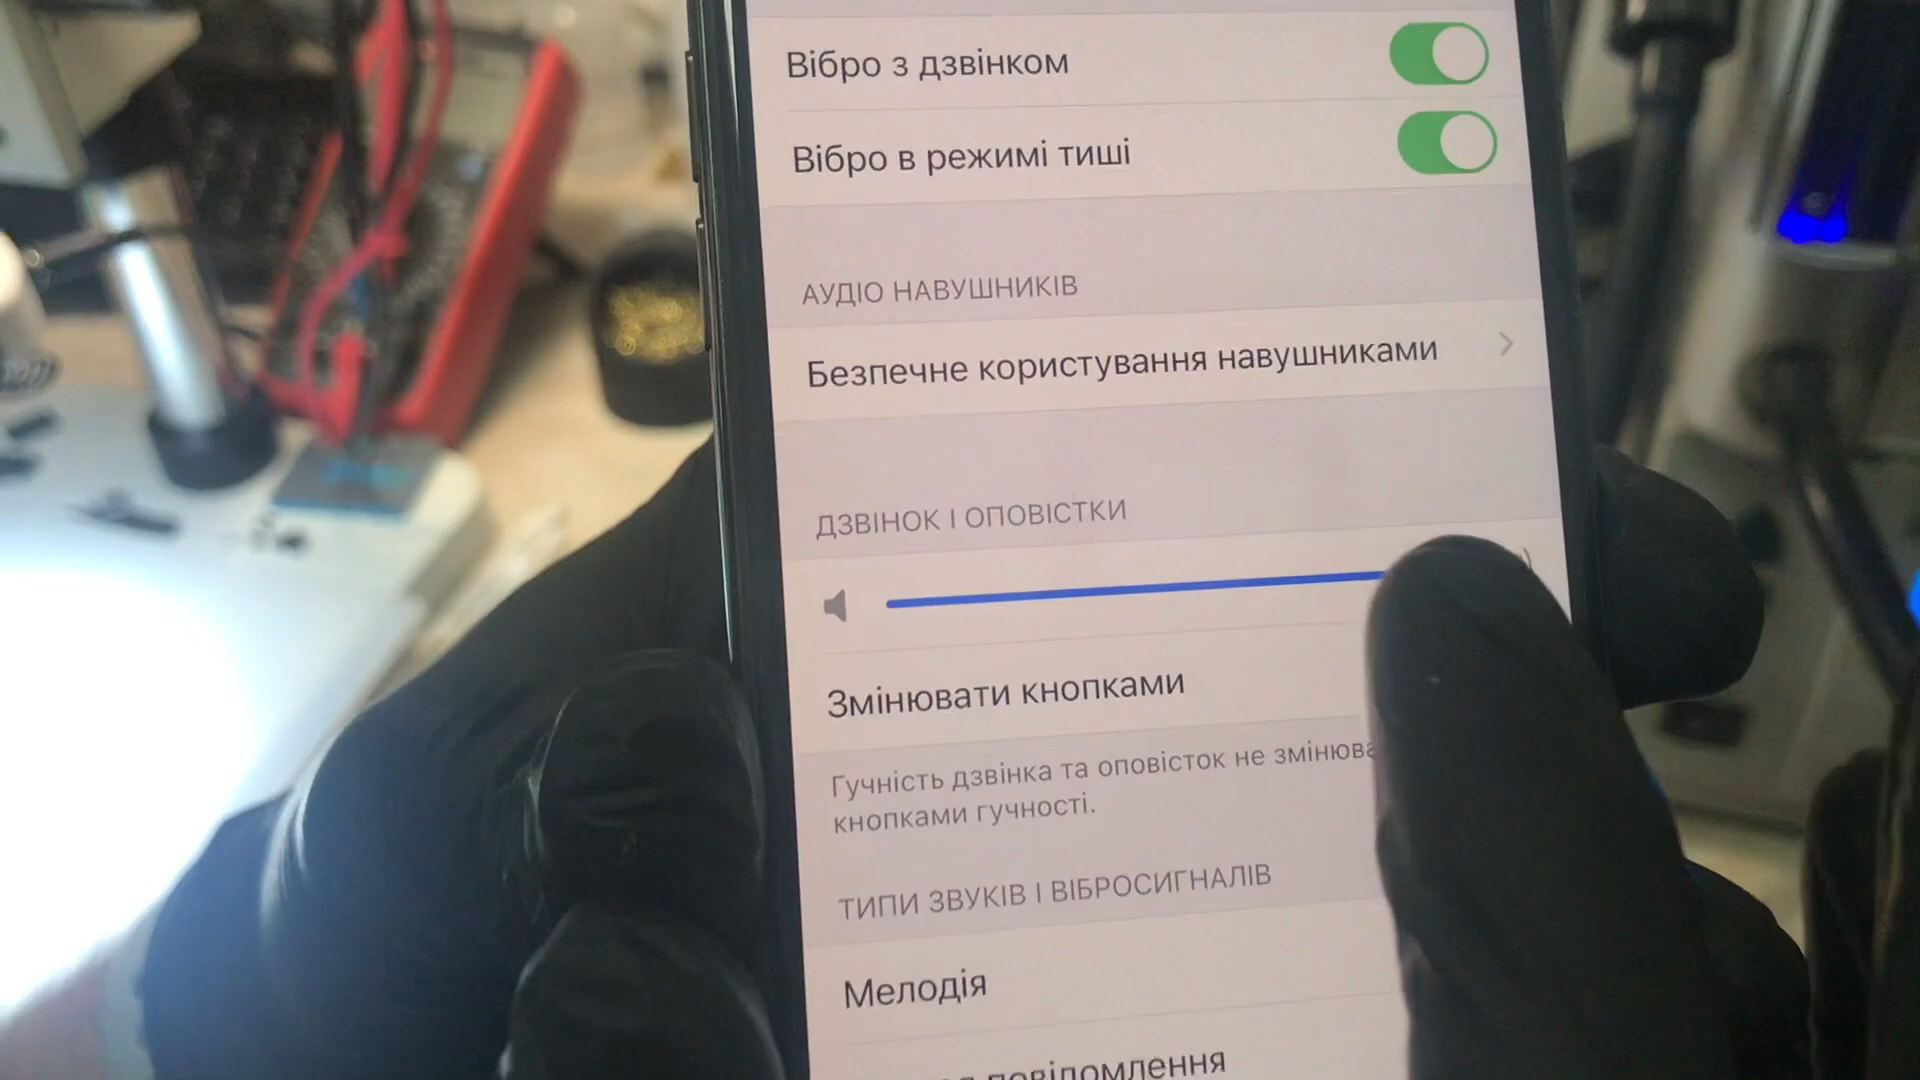 Вібро з дзвінком
Вібро в режимі тиші
АУДІО НАВУШНИКІВ
Безпечне користування навушниками
ДЗВІНОК І ОПОВІСТКИ
Змінювати кнопками
Гучність дзвінка та оповісток не
кнопками гучності.
ТИПИ ЗВУКІВ І ВІБРОСИГНАЛІВ
Мелодія
повідомлення